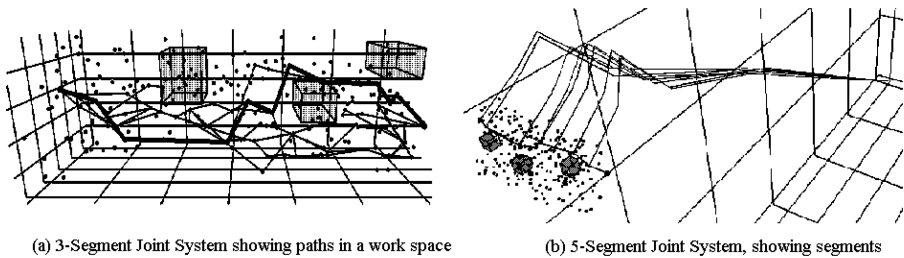 (a) 3-Segment Joint System showing paths in a work space
(b) 5-Segment Joint System, showing segments